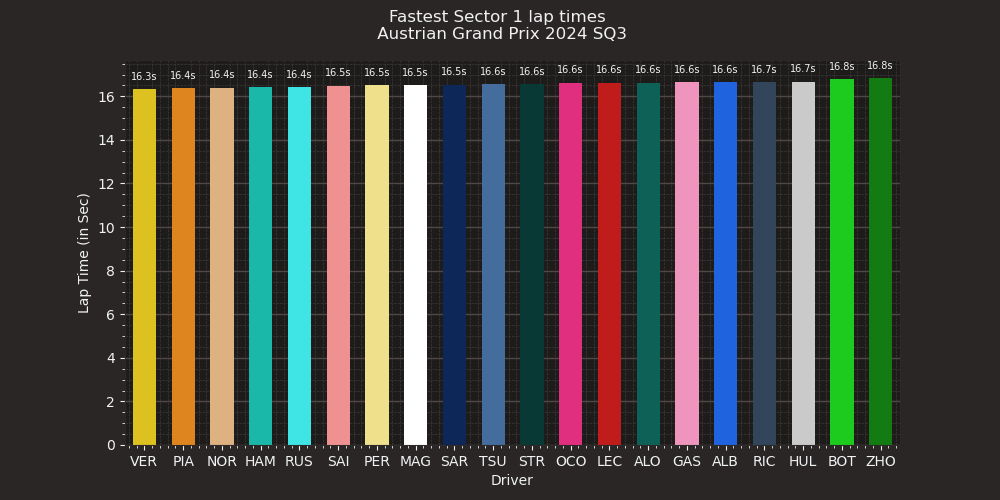 Fastest Sector 1 lap times
Austrian Grand Prix 2024 SQ3
16.3s 16.4s 16.4s 16.4s 16.4s 16.5s 16.5s 16.5s 16.5s 16.6s 16.6s 16.6s 16.6s 16.6s 16.6s 16.6s 16.7s 16.7s 16.8s 16.8s
16
14
12
10
8
6
4
2
0
Lap Time (in Sec)
VER PIA NOR HAM RUS SAI PER MAG SAR TSU STR OCO LEC ALO GAS ALB RIC HUL BOT ZHO
Driver